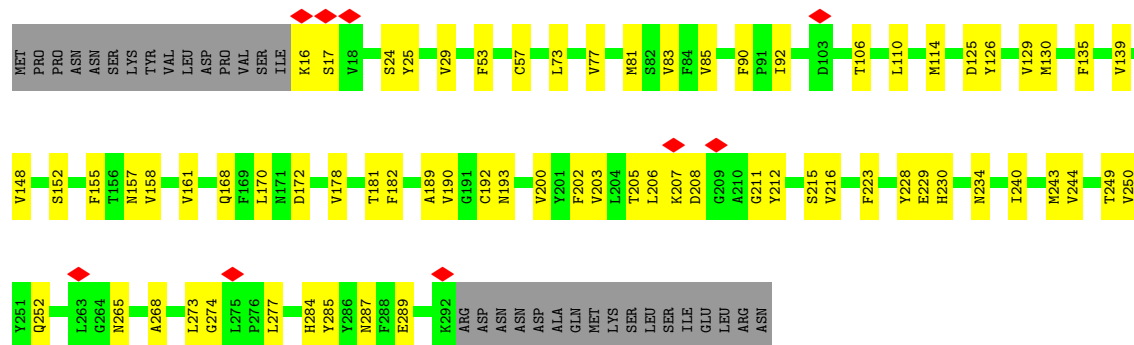 MET PRO PRO ASN ASN SER LYS TYR VAL LEU ASP PRO VAL SER ILE K16 S17 V18 S24 Y25 V29 F53 C57 L73 V77 M81 S82 V83 F84 V85 F90 P91 I92 D103 T106 L110 M114 D125 Y126 V129 M130 F135 V139
V148 S152 F155 T156 N157 V158 V161 Q168 F169 L170 N171 D172 V178 T181 F182 A189 V190 G191 C192 N193 V200 Y201 F202 V203 L204 T205 L206 K207 D208 G209 A210 G211 Y212 S215 V216 F223 Y228 E229 H230 N234 I240 M243 V244 T249 V250
Y251 Q252 L263 G264 N265 A268 L273 G274 L275 P276 L277 H284 Y285 Y286 N287 F288 E289 K292 ARG ASP ASN ASN ASP ALA GLN MET LYS SER LEU SER ILE GLU LEU ARG ASN